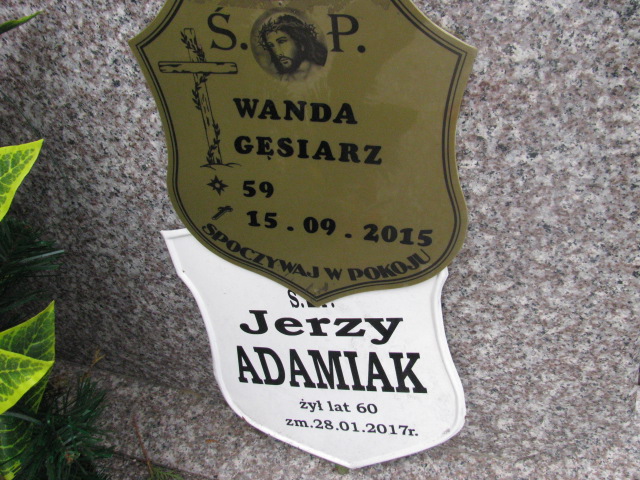 Ś. P.
WANDA
GĘSIARZ
59
15.09.2015
SPOCZYWAJ W POKOJU
Ś.P.
Jerzy
ADAMIAK
żył lat 60
zm.28.01.2017r.